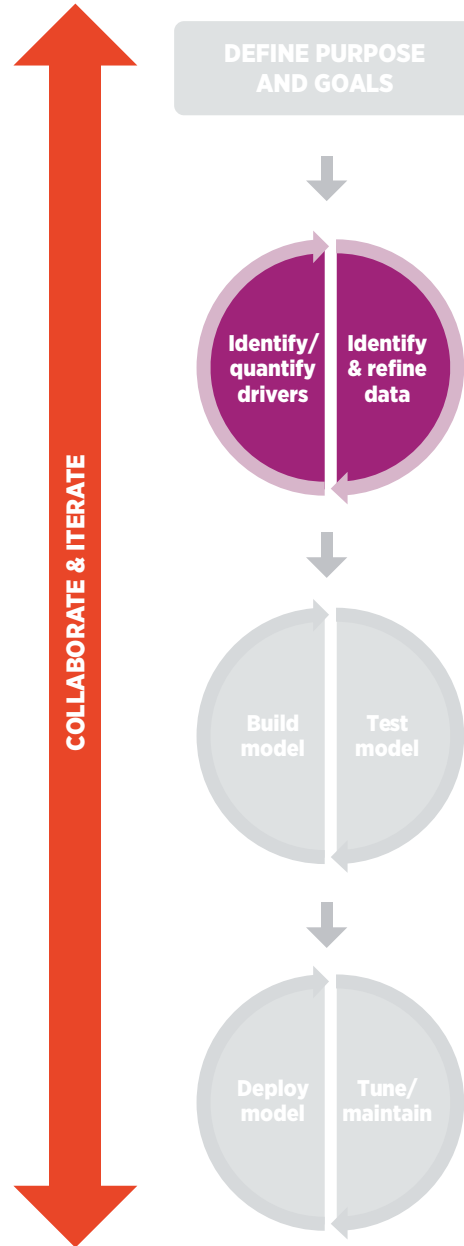 DEFINE PURPOSE
AND GOALS
Identify/
quantify
drivers
Identify
& refine
data
COLLABORATE & ITERATE
Build
model
Test
model
Deploy
model
Tune/
maintain